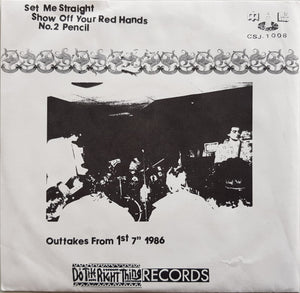 Set Me Straight
Show Off Your Red Hands
No.2 Pencil
CSJ.1006
Outtakes From 1st 7" 1986
Do The Right Thing RECORDS